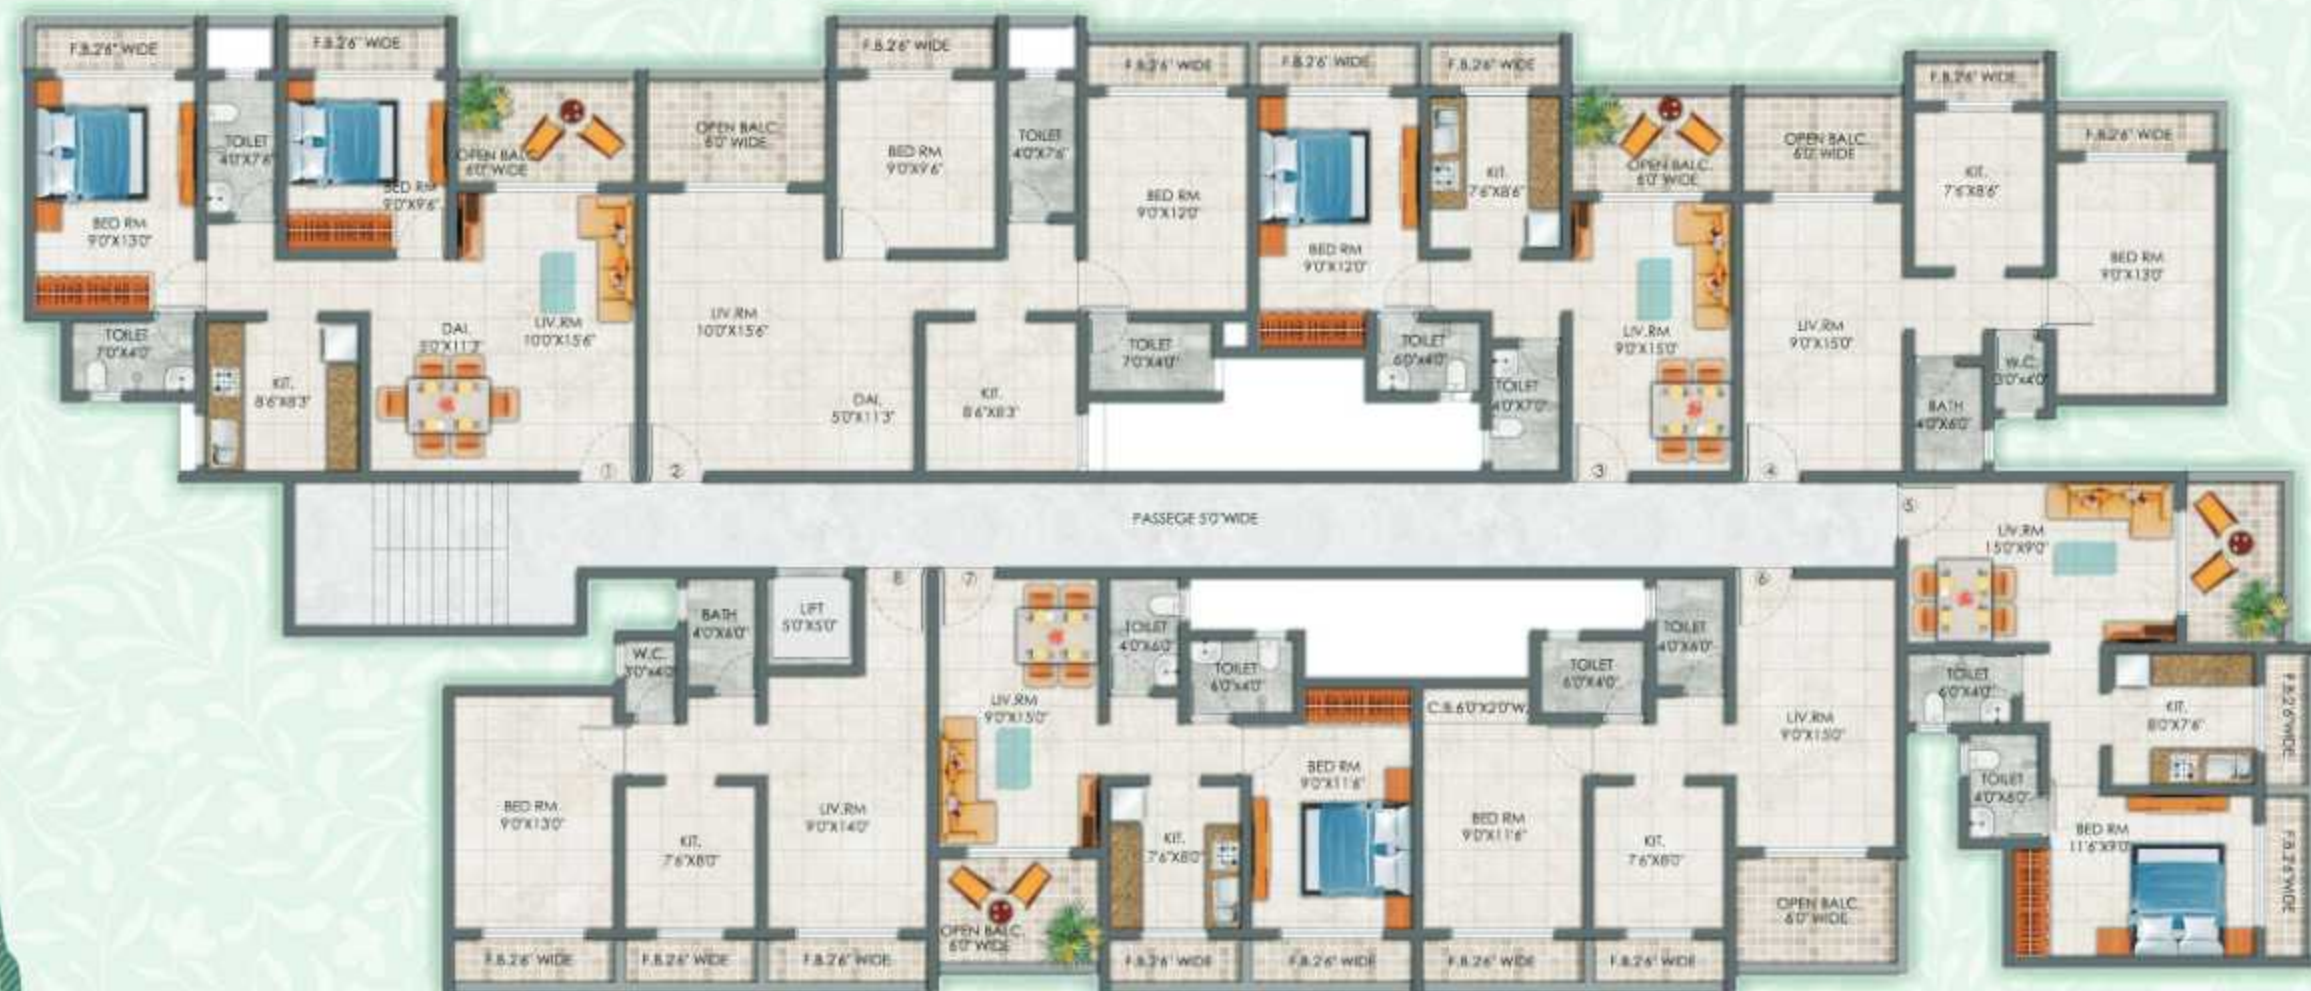 F.B.2'6" WIDE
F.B.2'6" WIDE
F.B.2'6" WIDE
F.B.2'6" WIDE
F.B.2'6" WIDE
F.B.2'6" WIDE
F.B.2'6" WIDE
F.B.2'6" WIDE
TOILET
4'0"X7'6"
OPEN BALC.
6'0" WIDE
OPEN BALC.
6'0" WIDE
BED RM
9'0"X9'6"
TOILET
4'0"X7'6"
OPEN BALC.
6'0" WIDE
OPEN BALC.
6'0" WIDE
KIT.
7'6"X8'6"
KIT.
7'6"X8'6"
BED RM
9'0"X9'6"
BED RM
9'0"X12'0"
BED RM
9'0"X13'0"
BED RM
9'0"X12'0"
BED RM
9'0"X13'0"
LIV.RM
10'0"X15'6"
LIV.RM
10'0"X15'6"
DAI.
5'0"X11'3"
LIV.RM
9'0"X15'0"
LIV.RM
9'0"X15'0"
TOILET
7'0"X4'0"
TOILET
7'0"X4'0"
TOILET
6'0"X4'0"
W.C.
3'0"X4'0"
KIT.
8'6"X8'3"
DAI.
5'0"X11'3"
KIT.
8'6"X8'3"
TOILET
4'0"X7'0"
BATH
4'0"X6'0"
1
2
3
4
PASSEGE 5'0"WIDE
5
LIV.RM
15'0"X9'0"
8
7
6
BATH
4'0"X6'0"
LIFT
5'0"X5'0"
TOILET
4'0"X6'0"
TOILET
4'0"X6'0"
W.C.
3'0"X4'0"
TOILET
6'0"X4'0"
TOILET
6'0"X4'0"
TOILET
6'0"X4'0"
LIV.RM
9'0"X15'0"
C.B.6'0"X2'0"W.
LIV.RM
9'0"X15'0"
KIT.
8'0"X7'6"
F.B.2'6" WIDE
BED RM
9'0"X11'6"
TOILET
4'0"X6'0"
BED RM
9'0"X13'0"
LIV.RM
9'0"X14'0"
BED RM
9'0"X11'6"
BED RM
11'6"X9'0"
KIT.
7'6"X8'0"
KIT.
7'6"X8'0"
KIT.
7'6"X8'0"
F.B.2'6" WIDE
OPEN BALC.
6'0" WIDE
OPEN BALC.
6'0" WIDE
F.B.2'6" WIDE
F.B.2'6" WIDE
F.B.2'6" WIDE
F.B.2'6" WIDE
F.B.2'6" WIDE
F.B.2'6" WIDE
F.B.2'6" WIDE